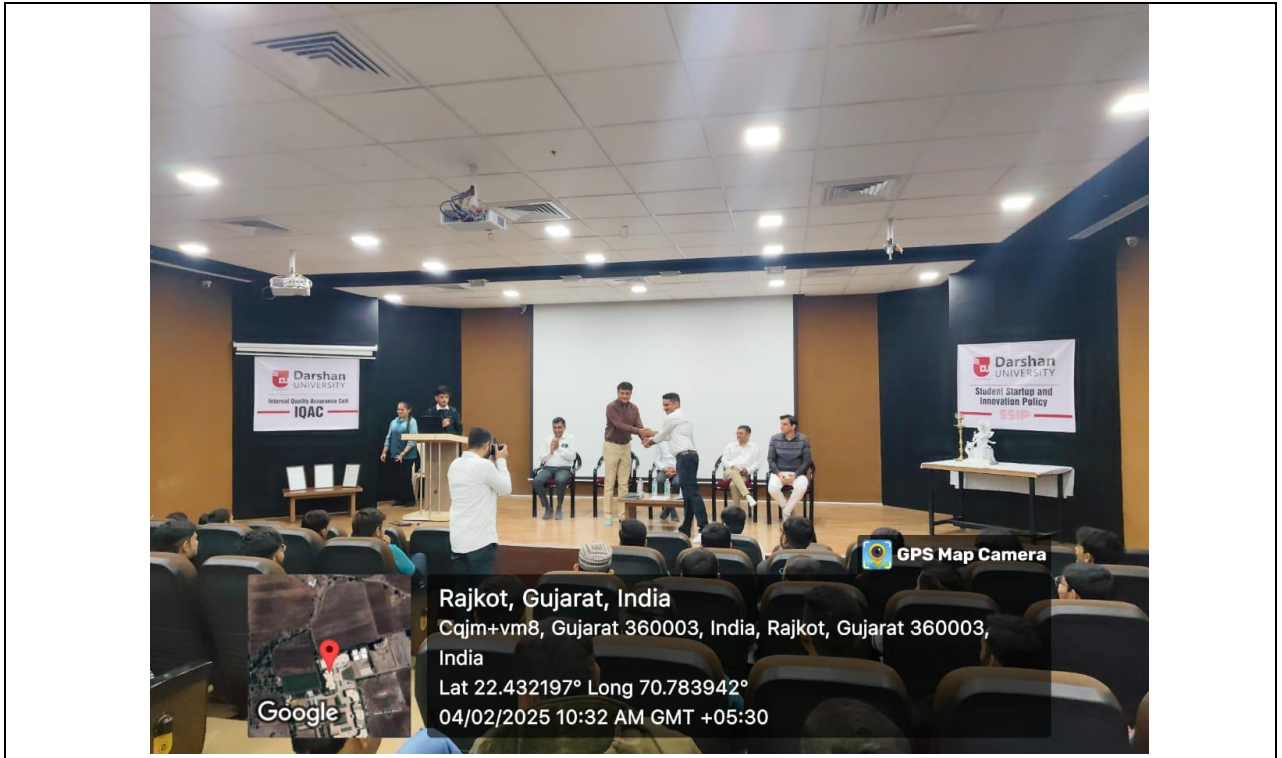 Darshan
UNIVERSITY
Internal Quality Assurance Cell
IQAC
Darshan
UNIVERSITY
Student Startup and
Innovation Policy
SSIP
GPS Map Camera
Rajkot, Gujarat, India
Cqjm+vm8, Gujarat 360003, India, Rajkot, Gujarat 360003,
India
Lat 22.432197° Long 70.783942°
04/02/2025 10:32 AM GMT +05:30
Google